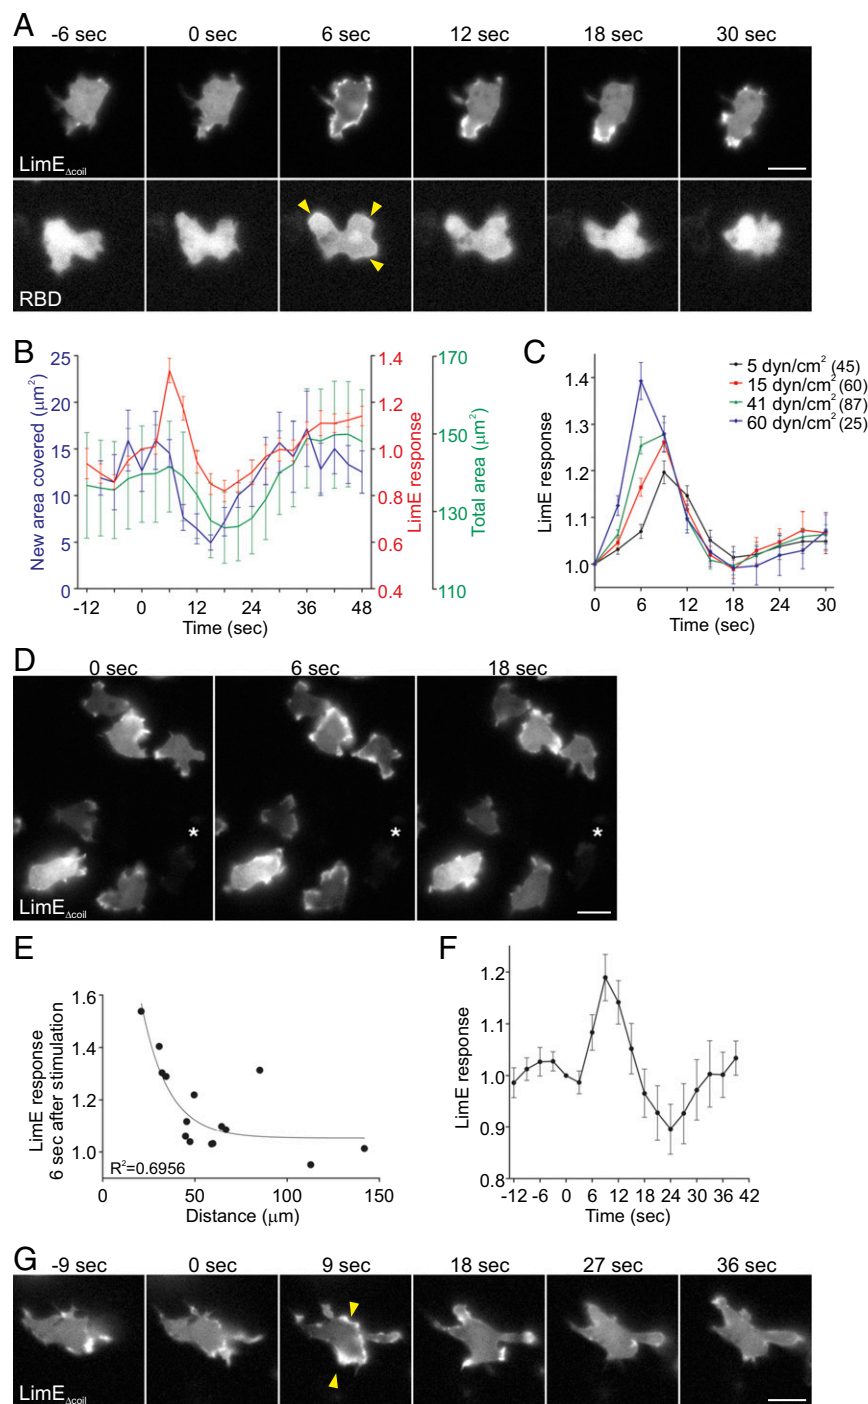 A
-6 sec 0 sec 6 sec 12 sec 18 sec 30 sec
LimEΔcoil
RBD
B
New area covered (μm²)
25
20
15
10
5
0
1.4
1.2
1.0
0.8
0.6
0.4
LimE response
170
150
130
110
Total area (μm²)
-12 0 12 24 36 48
Time (sec)
C
LimE response
1.4
1.3
1.2
1.1
1.0
5 dyn/cm² (45)
15 dyn/cm² (60)
41 dyn/cm² (87)
60 dyn/cm² (25)
0 6 12 18 24 30
Time (sec)
D
0 sec 6 sec 18 sec
* * *
LimEΔcoil
E
LimE response
6 sec after stimulation
1.6
1.4
1.2
1.0
R²=0.6956
0 50 100 150
Distance (μm)
F
LimE response
1.2
1.1
1.0
0.9
0.8
-12 -6 0 6 12 18 24 30 36 42
Time (sec)
G
-9 sec 0 sec 9 sec 18 sec 27 sec 36 sec
LimEΔcoil